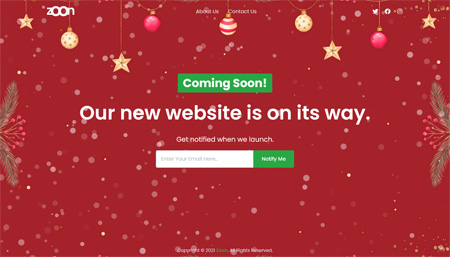 zoon
About Us Contact Us
Coming Soon!
Our new website is on its way.
Get notified when we launch.
Enter Your Email Here..
Notify Me
Copyright © 2021 Zoon. All Rights Reserved.